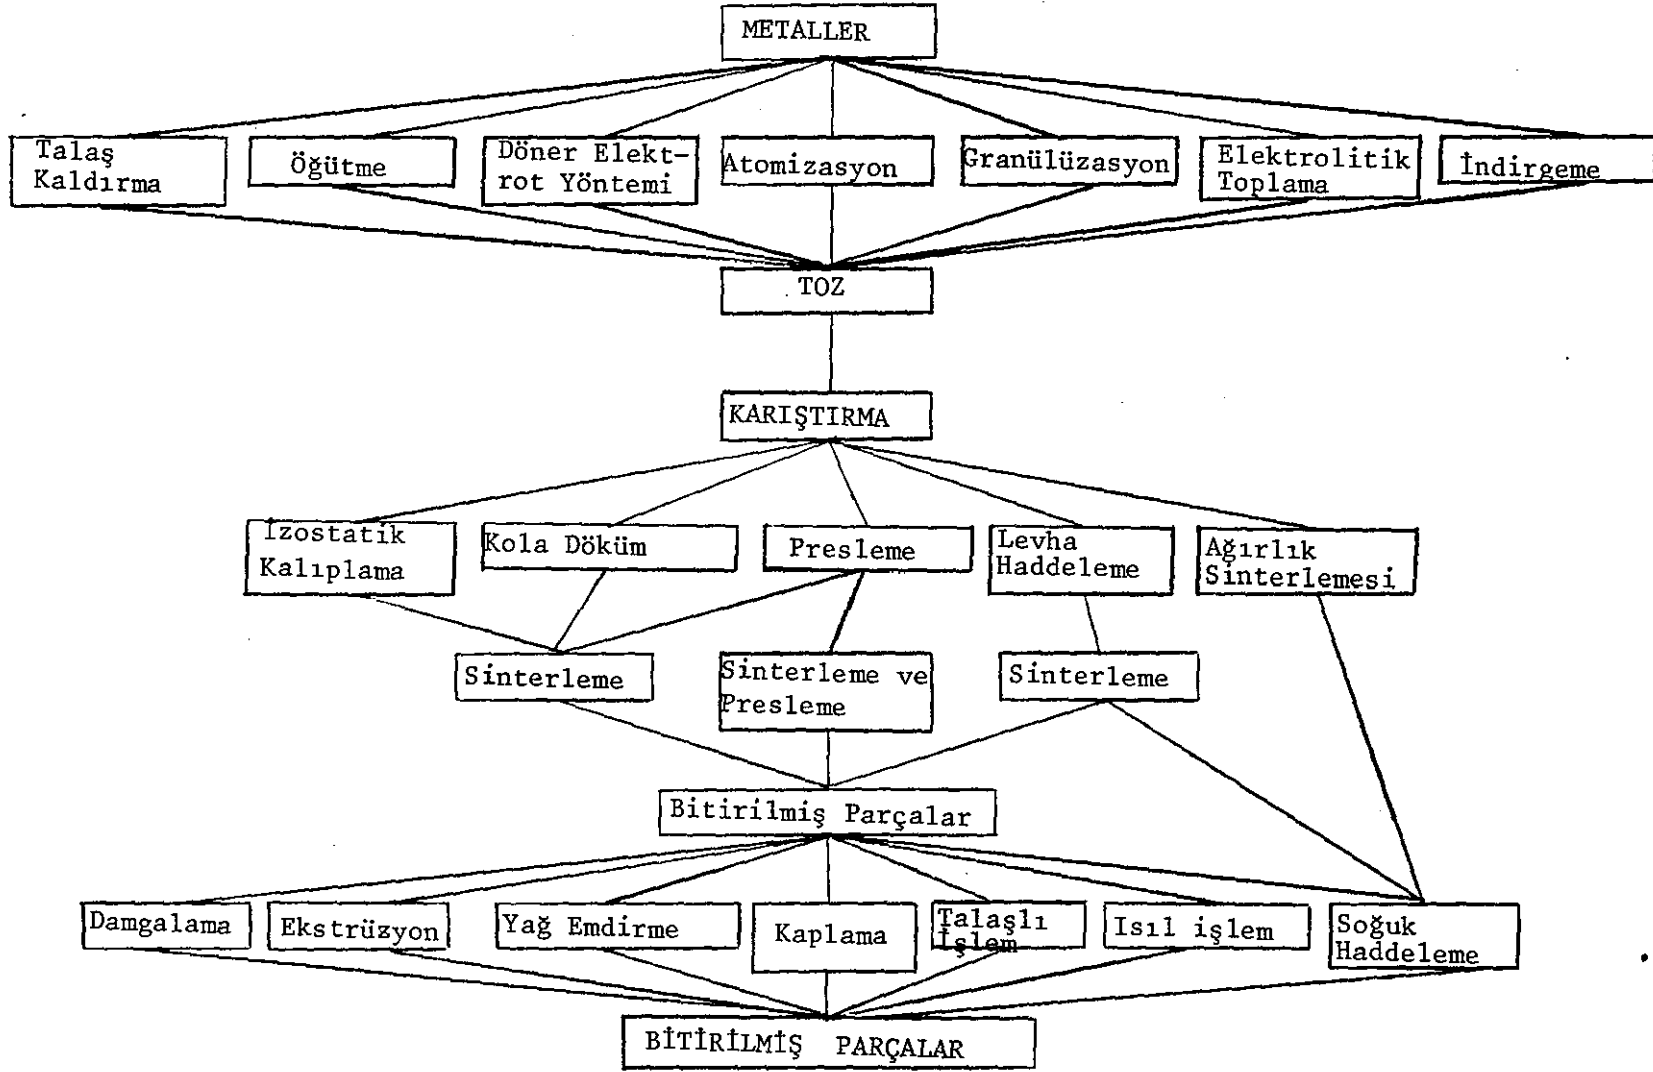 METALLER
Talaş
Kaldırma
Öğütme
Döner Elekt-
rot Yöntemi
Atomizasyon
Granülüzasyon
Elektrolitik
Toplama
İndirgeme
TOZ
KARIŞTIRMA
İzostatik
Kalıplama
Kola Döküm
Presleme
Levha
Haddeleme
Ağırlık
Sinterlemesi
Sinterleme
Sinterleme ve
Presleme
Sinterleme
Bitirilmiş Parçalar
Damgalama
Ekstrüzyon
Yağ Emdirme
Kaplama
Talaşlı
İşlem
Isıl işlem
Soğuk
Haddeleme
BİTİRİLMİŞ PARÇALAR